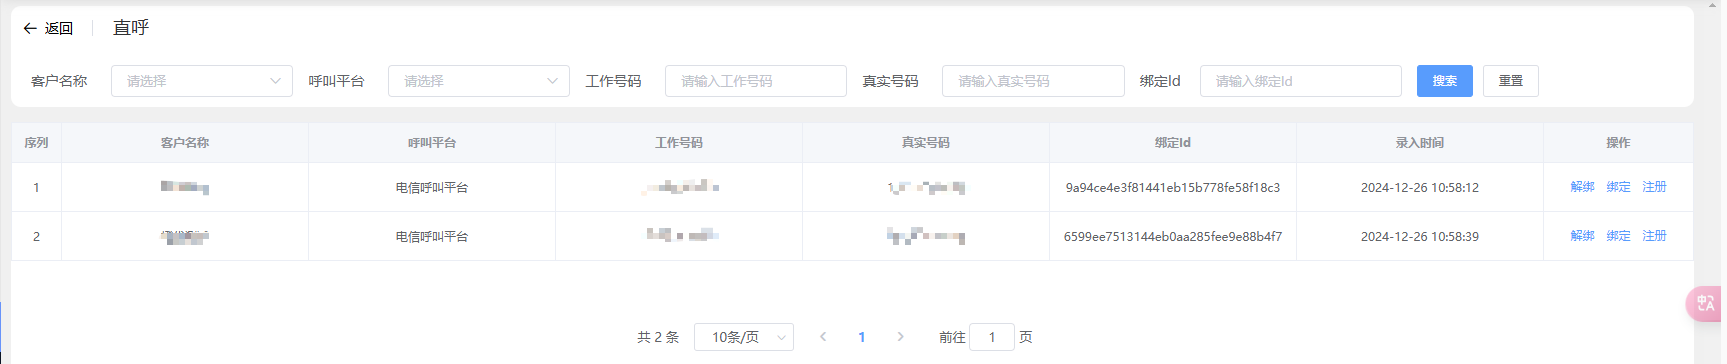 返回 直呼
客户名称 请选择 呼叫平台 请选择 工作号码 请输入工作号码 真实号码 请输入真实号码 绑定Id 请输入绑定Id 搜索 重置
序列 客户名称 呼叫平台 工作号码 真实号码 绑定Id 录入时间 操作
1 电信呼叫平台 9a94ce4e3f81441eb15b778fe58f18c3 2024-12-26 10:58:12 解绑 绑定 注册
2 电信呼叫平台 6599ee7513144eb0aa285fee9e88b4f7 2024-12-26 10:58:39 解绑 绑定 注册
共 2 条 10条/页 1 前往 1 页